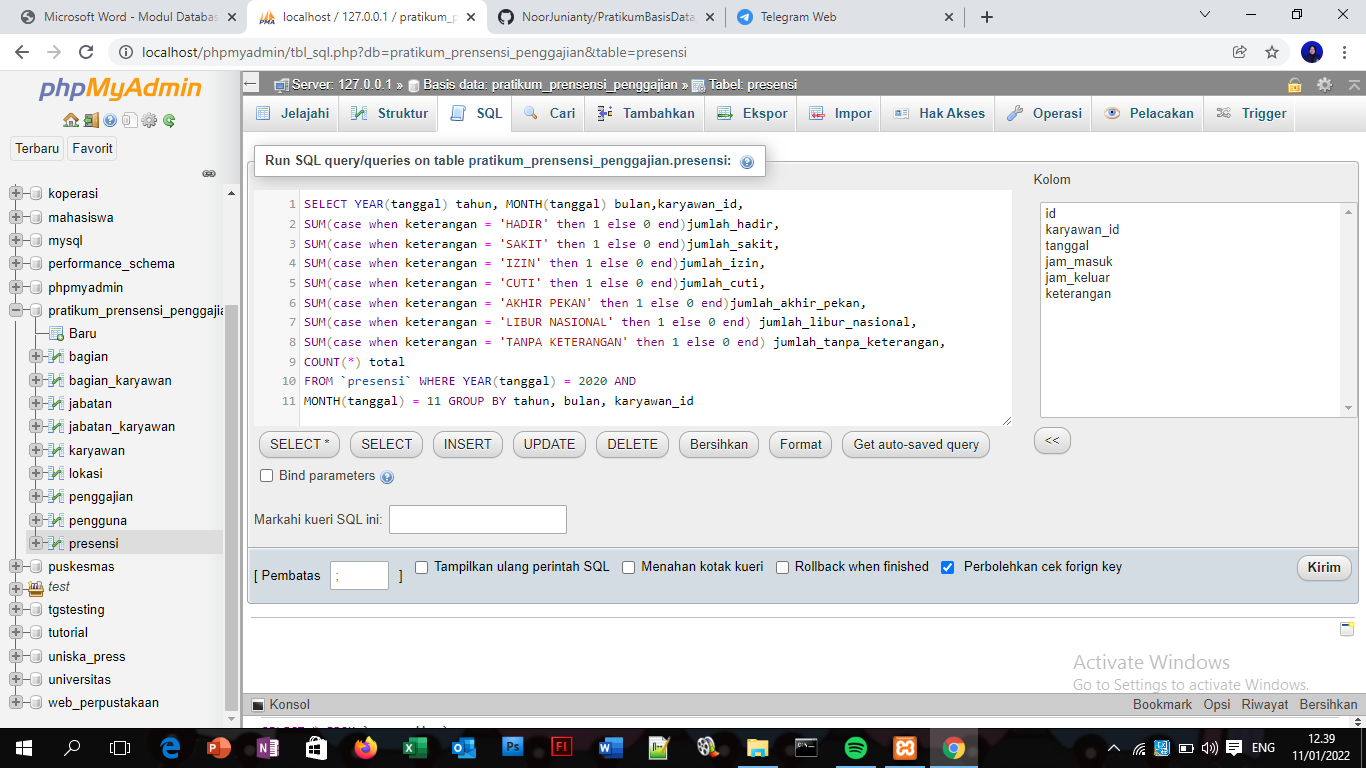 Microsoft Word - Modul Databas
localhost / 127.0.0.1 / pratikum_p
NoorJunianty/PratikumBasisData
Telegram Web
localhost/phpmyadmin/tbl_sql.php?db=pratikum_prensensi_penggajian&table=presensi
phpMyAdmin
Terbaru
Favorit
koperasi
mahasiswa
mysql
performance_schema
phpmyadmin
pratikum_prensensi_penggajia
Baru
bagian
bagian_karyawan
jabatan
jabatan_karyawan
karyawan
lokasi
penggajian
pengguna
presensi
puskesmas
test
tgstesting
tutorial
uniska_press
universitas
web_perpustakaan
Server: 127.0.0.1 » Basis data: pratikum_prensensi_penggajian » Tabel: presensi
Jelajahi Struktur SQL Cari Tambahkan Ekspor Impor Hak Akses Operasi Pelacakan Trigger
Run SQL query/queries on table pratikum_prensensi_penggajian.presensi:
1 SELECT YEAR(tanggal) tahun, MONTH(tanggal) bulan,karyawan_id,
2 SUM(case when keterangan = 'HADIR' then 1 else 0 end)jumlah_hadir,
3 SUM(case when keterangan = 'SAKIT' then 1 else 0 end)jumlah_sakit,
4 SUM(case when keterangan = 'IZIN' then 1 else 0 end)jumlah_izin,
5 SUM(case when keterangan = 'CUTI' then 1 else 0 end)jumlah_cuti,
6 SUM(case when keterangan = 'AKHIR PEKAN' then 1 else 0 end)jumlah_akhir_pekan,
7 SUM(case when keterangan = 'LIBUR NASIONAL' then 1 else 0 end) jumlah_libur_nasional,
8 SUM(case when keterangan = 'TANPA KETERANGAN' then 1 else 0 end) jumlah_tanpa_keterangan,
9 COUNT(*) total
10 FROM `presensi` WHERE YEAR(tanggal) = 2020 AND
11 MONTH(tanggal) = 11 GROUP BY tahun, bulan, karyawan_id
Kolom
id
karyawan_id
tanggal
jam_masuk
jam_keluar
keterangan
SELECT * SELECT INSERT UPDATE DELETE Bersihkan Format Get auto-saved query
<<
Bind parameters
Markahi kueri SQL ini:
[ Pembatas ; ] Tampilkan ulang perintah SQL Menahan kotak kueri Rollback when finished Perbolehkan cek forign key Kirim
Activate Windows
Go to Settings to activate Windows.
Konsol Bookmark Opsi Riwayat Bersihkan
ENG
12.39
11/01/2022